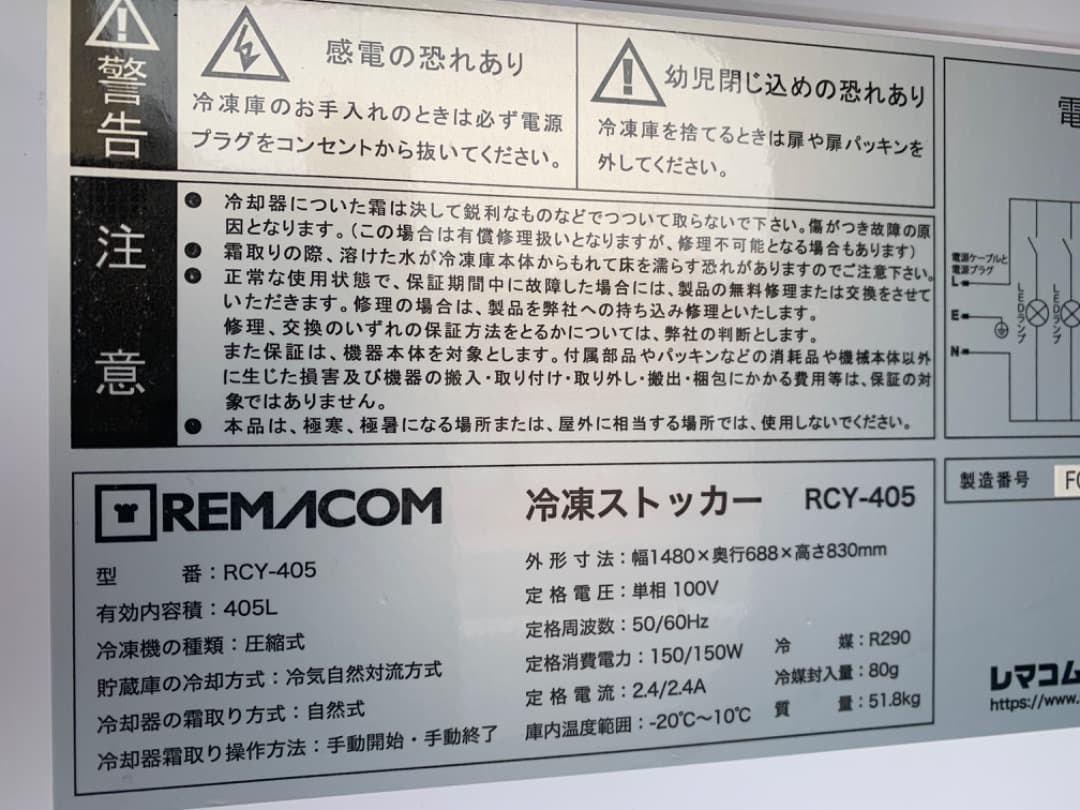 警告
感電の恐れあり
冷凍庫のお手入れのときは必ず電源
プラグをコンセントから抜いてください。
幼児閉じ込めの恐れあり
冷凍庫を捨てるときは扉や扉パッキンを
外してください。
注意
● 冷却器についた霜は決して鋭利なものなどでつついて取らないで下さい。傷がつき故障の原
因となります。(この場合は有償修理扱いとなりますが、修理不可能となる場合もあります)
● 霜取りの際、溶けた水が冷凍庫本体からもれて床を濡らす恐れがありますのでご注意下さい。
● 正常な使用状態で、保証期間中に故障した場合には、製品の無料修理または交換をさせて
いただきます。修理の場合は、製品を弊社への持ち込み修理といたします。
修理、交換のいずれの保証方法をとるかについては、弊社の判断とします。
また保証は、機器本体を対象とします。付属部品やパッキンなどの消耗品や機械本体以外
に生じた損害及び機器の搬入・取り付け・取り外し・搬出・梱包にかかる費用等は、保証の対
象ではありません。
● 本品は、極寒、極暑になる場所または、屋外に相当する場所では、使用しないでください。
電
電源ケーブルと
電源プラグ
L
E
N
LEDランプ
LEDランプ
REMACOM
冷凍ストッカー RCY-405
型 番：RCY-405
有効内容積：405L
冷凍機の種類：圧縮式
貯蔵庫の冷却方式：冷気自然対流方式
冷却器の霜取り方式：自然式
冷却器霜取り操作方法：手動開始・手動終了
外形寸法：幅1480×奥行688×高さ830mm
定格電圧：単相 100V
定格周波数：50/60Hz
定格消費電力：150/150W
定格電流：2.4/2.4A
庫内温度範囲：-20℃～10℃
冷 媒：R290
冷媒封入量：80g
質 量：51.8kg
製造番号
レマコム
https://www.